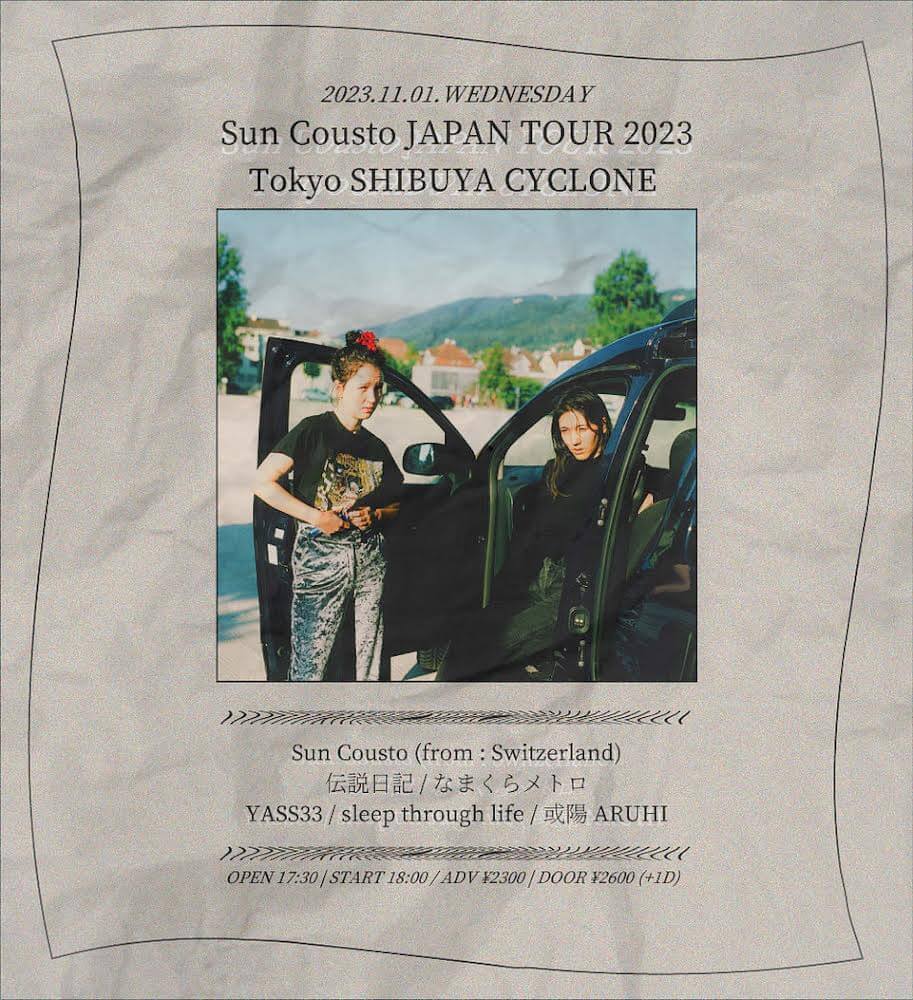 2023.11.01.WEDNESDAY
Sun Cousto JAPAN TOUR 2023
Tokyo SHIBUYA CYCLONE
Sun Cousto (from : Switzerland)
伝説日記 / なまくらメトロ
YASS33 / sleep through life / 或陽 ARUHI
OPEN 17:30 | START 18:00 / ADV ¥2300 | DOOR ¥2600 (+1D)